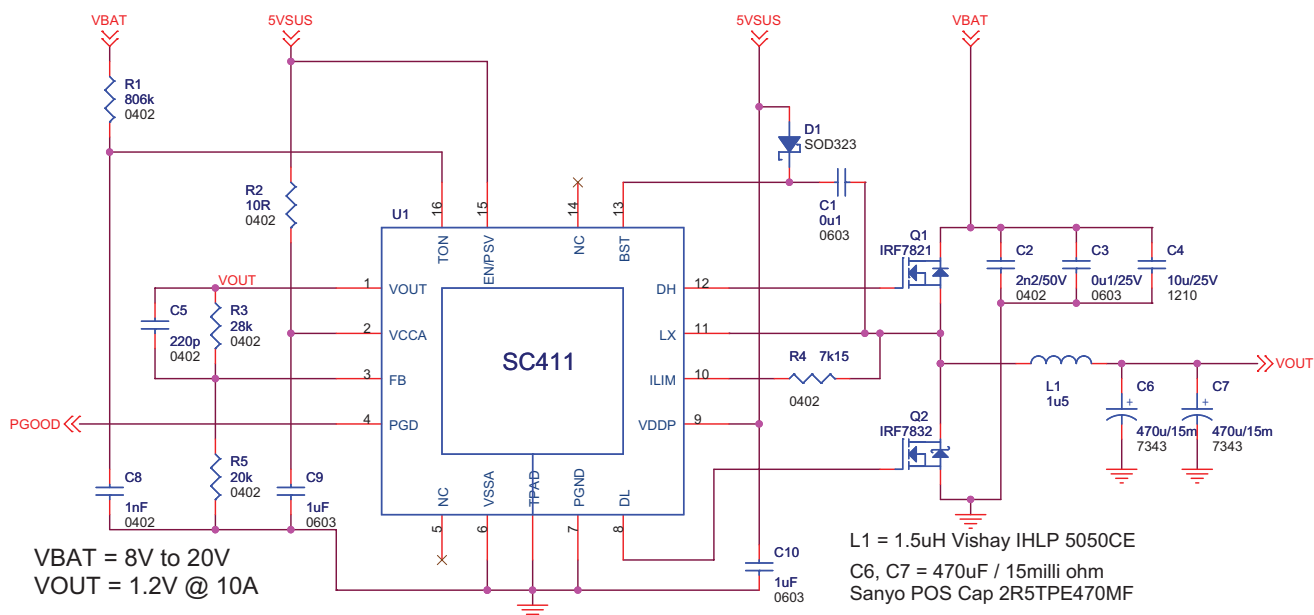 VBAT
5VSUS
5VSUS
VBAT
R1
806k
0402
D1
SOD323
R2
10R
0402
C1
0u1
0603
U1
16
15
14
13
TON
EN/PSV
NC
BST
Q1
IRF7821
C2
2n2/50V
0402
C3
0u1/25V
0603
C4
10u/25V
1210
VOUT
1
VOUT
DH
12
C5
220p
0402
R3
28k
0402
2
VCCA
LX
11
SC411
R4
7k15
0402
3
FB
ILIM
10
L1
1u5
VOUT
C6
470u/15m
7343
C7
470u/15m
7343
PGOOD
4
PGD
VDDP
9
Q2
IRF7832
R5
20k
0402
C8
1nF
0402
C9
1uF
0603
NC
VSSA
TPAD
PGND
DL
5
6
7
8
C10
1uF
0603
VBAT = 8V to 20V
VOUT = 1.2V @ 10A
L1 = 1.5uH Vishay IHLP 5050CE
C6, C7 = 470uF / 15milli ohm
Sanyo POS Cap 2R5TPE470MF